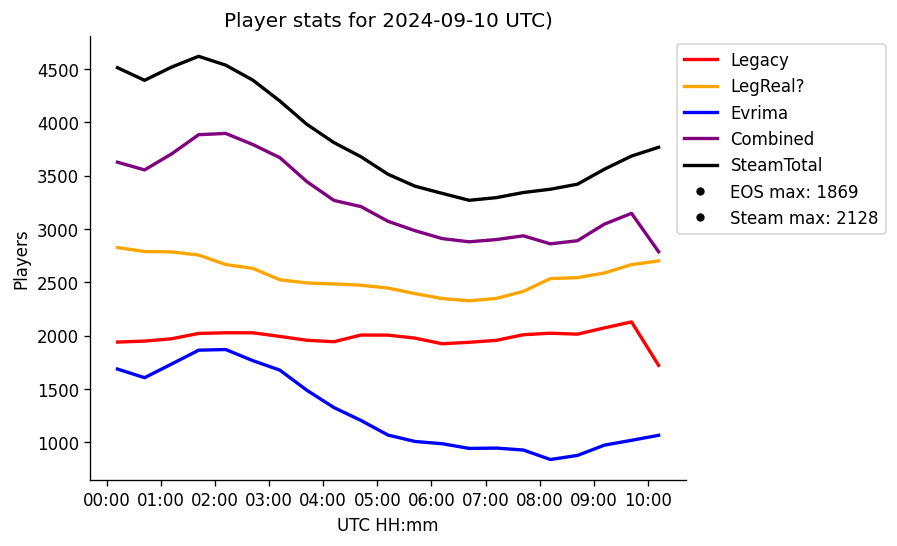 Player stats for 2024-09-10 UTC)
Legacy
LegReal?
Evrima
Combined
SteamTotal
EOS max: 1869
Steam max: 2128
Players
4500
4000
3500
3000
2500
2000
1500
1000
00:00 01:00 02:00 03:00 04:00 05:00 06:00 07:00 08:00 09:00 10:00
UTC HH:mm